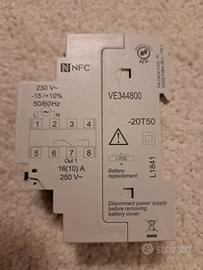 NFC
230 V~
-15 / +10%
50/60Hz
L N
1 2 3 4
5 6 7 8
Out 1
16(10) A
250 V~
VE344800
-20T50
Battery
replacement
L1841
Disconnect power supply
before removing
battery cover
subito